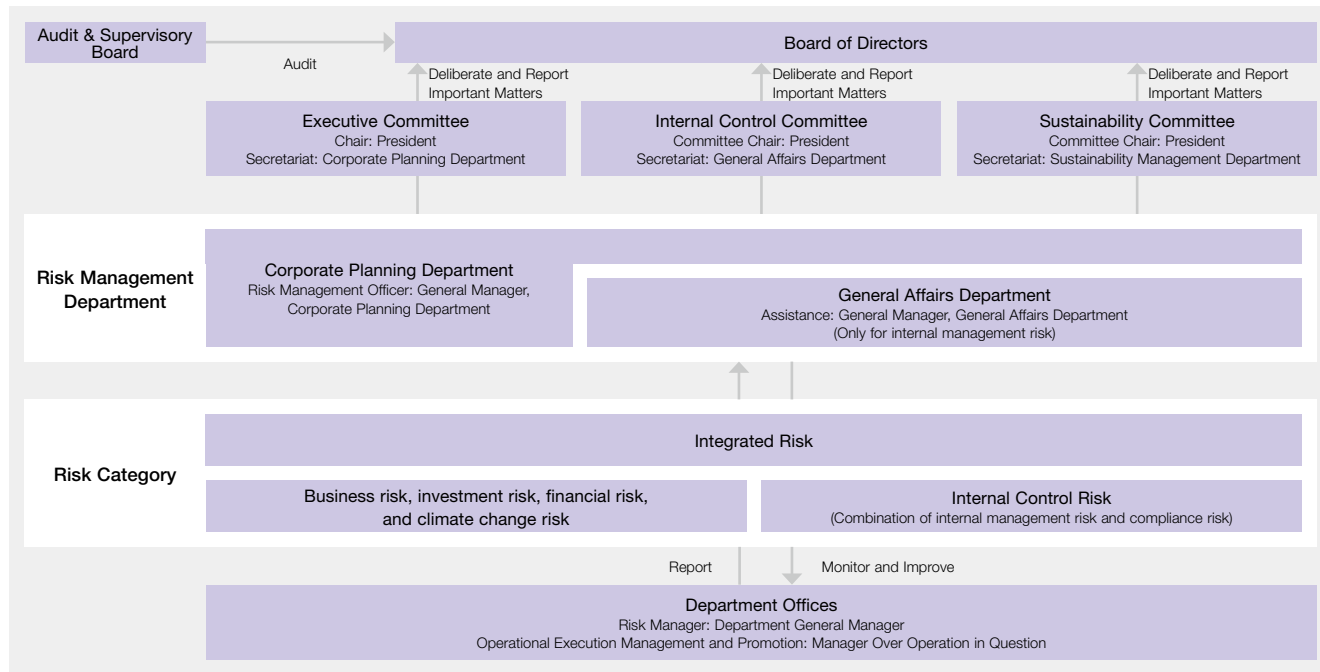 Audit & Supervisory
Board
Audit
Board of Directors
Deliberate and Report
Important Matters
Deliberate and Report
Important Matters
Deliberate and Report
Important Matters
Executive Committee
Chair: President
Secretariat: Corporate Planning Department
Internal Control Committee
Committee Chair: President
Secretariat: General Affairs Department
Sustainability Committee
Committee Chair: President
Secretariat: Sustainability Management Department
Risk Management
Department
Corporate Planning Department
Risk Management Officer: General Manager,
Corporate Planning Department
General Affairs Department
Assistance: General Manager, General Affairs Department
(Only for internal management risk)
Risk Category
Integrated Risk
Business risk, investment risk, financial risk,
and climate change risk
Internal Control Risk
(Combination of internal management risk and compliance risk)
Report
Monitor and Improve
Department Offices
Risk Manager: Department General Manager
Operational Execution Management and Promotion: Manager Over Operation in Question